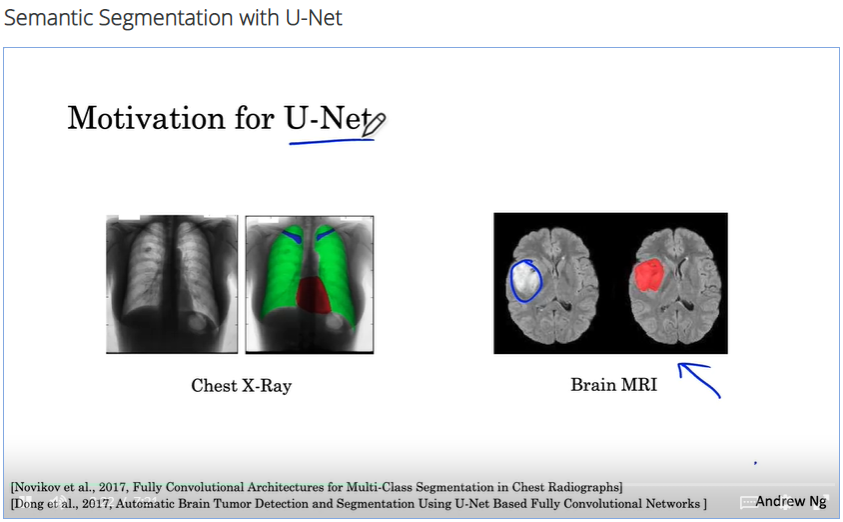 Semantic Segmentation with U-Net
Motivation for U-Net
Chest X-Ray
Brain MRI
[Novikov et al., 2017, Fully Convolutional Architectures for Multi-Class Segmentation in Chest Radiographs]
[Dong et al., 2017, Automatic Brain Tumor Detection and Segmentation Using U-Net Based Fully Convolutional Networks ]
Andrew Ng